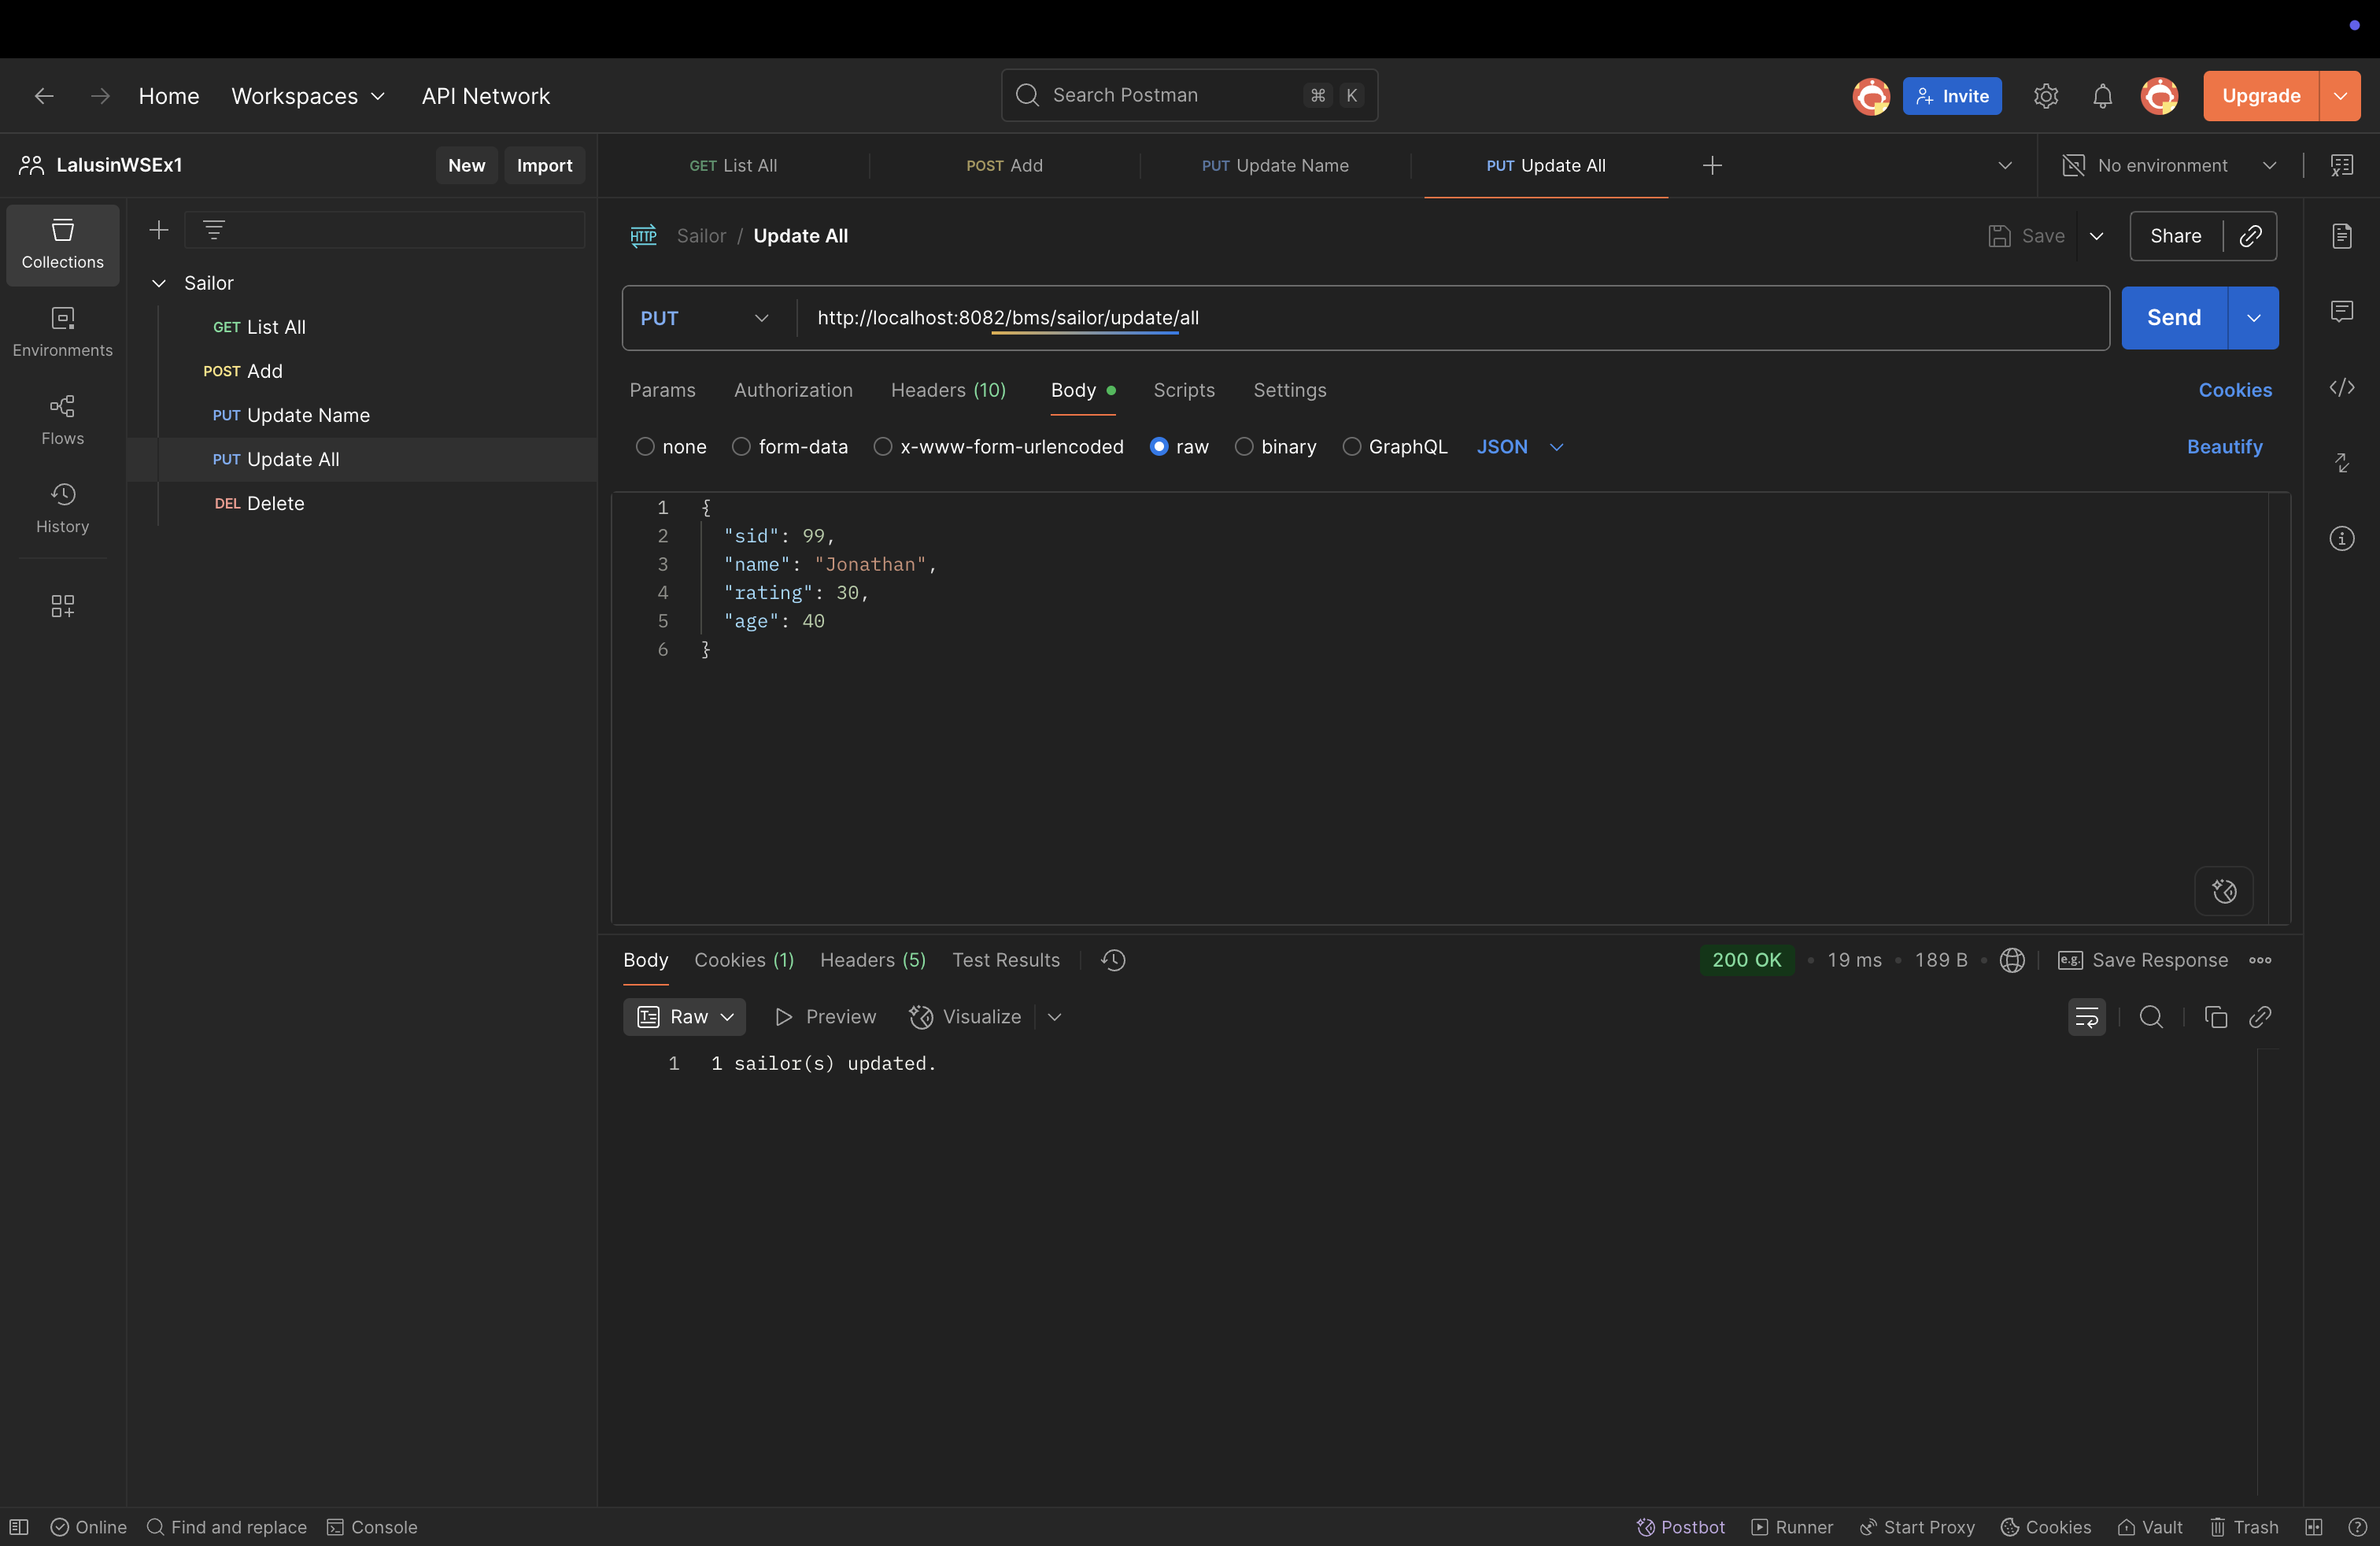 Home Workspaces API Network Search Postman ⌘ K Invite Upgrade
LalusinWSEx1 New Import GET List All POST Add PUT Update Name PUT Update All No environment
Collections
Environments
Flows
History
Sailor
GET List All
POST Add
PUT Update Name
PUT Update All
DEL Delete
HTTP Sailor / Update All Save Share
PUT http://localhost:8082/bms/sailor/update/all Send
Params Authorization Headers (10) Body Scripts Settings Cookies
none form-data x-www-form-urlencoded raw binary GraphQL JSON Beautify
1 {
2 "sid": 99,
3 "name": "Jonathan",
4 "rating": 30,
5 "age": 40
6 }
Body Cookies (1) Headers (5) Test Results 200 OK • 19 ms • 189 B • e.g. Save Response
Raw Preview Visualize
1 1 sailor(s) updated.
Online Find and replace Console Postbot Runner Start Proxy Cookies Vault Trash